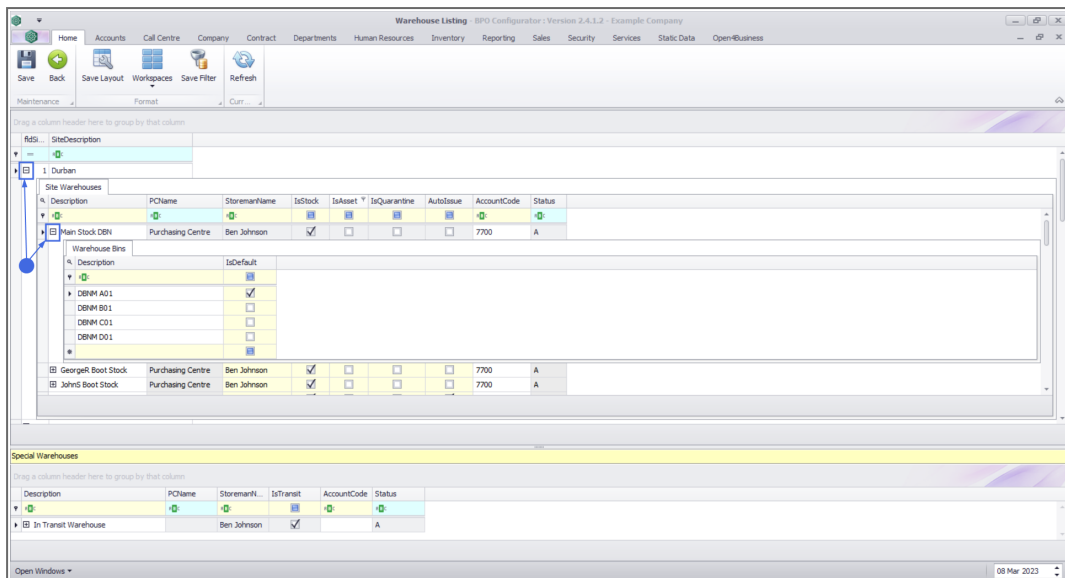 Warehouse Listing - BPO Configurator : Version 2.4.1.2 - Example Company
Home Accounts Call Centre Company Contract Departments Human Resources Inventory Reporting Sales Security Services Static Data Open4Business
Save Back Save Layout Workspaces Save Filter Refresh
Maintenance Format Curr...
Drag a column header here to group by that column
fldSi... SiteDescription
1 Durban
Site Warehouses
Description PCName StoremanName IsStock IsAsset IsQuarantine AutoIssue AccountCode Status
Main Stock DBN Purchasing Centre Ben Johnson 7700 A
Warehouse Bins
Description IsDefault
DBNM A01
DBNM B01
DBNM C01
DBNM D01
GeorgeR Boot Stock Purchasing Centre Ben Johnson 7700 A
JohnS Boot Stock Purchasing Centre Ben Johnson 7700 A
Special Warehouses
Drag a column header here to group by that column
Description PCName StoremanN... IsTransit AccountCode Status
In Transit Warehouse Ben Johnson A
Open Windows 08 Mar 2023